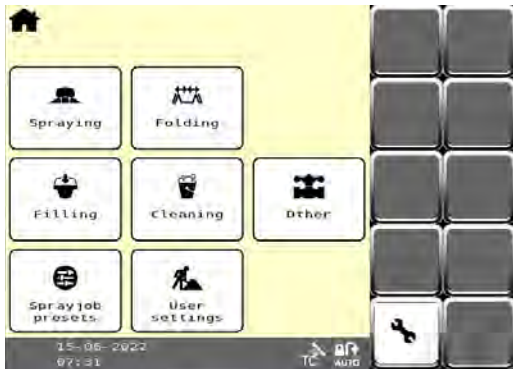 Spraying
Folding
Filling
Cleaning
Other
Sprayjob
presets
User
settings
15-06-2022
07:31
TC
AUTO